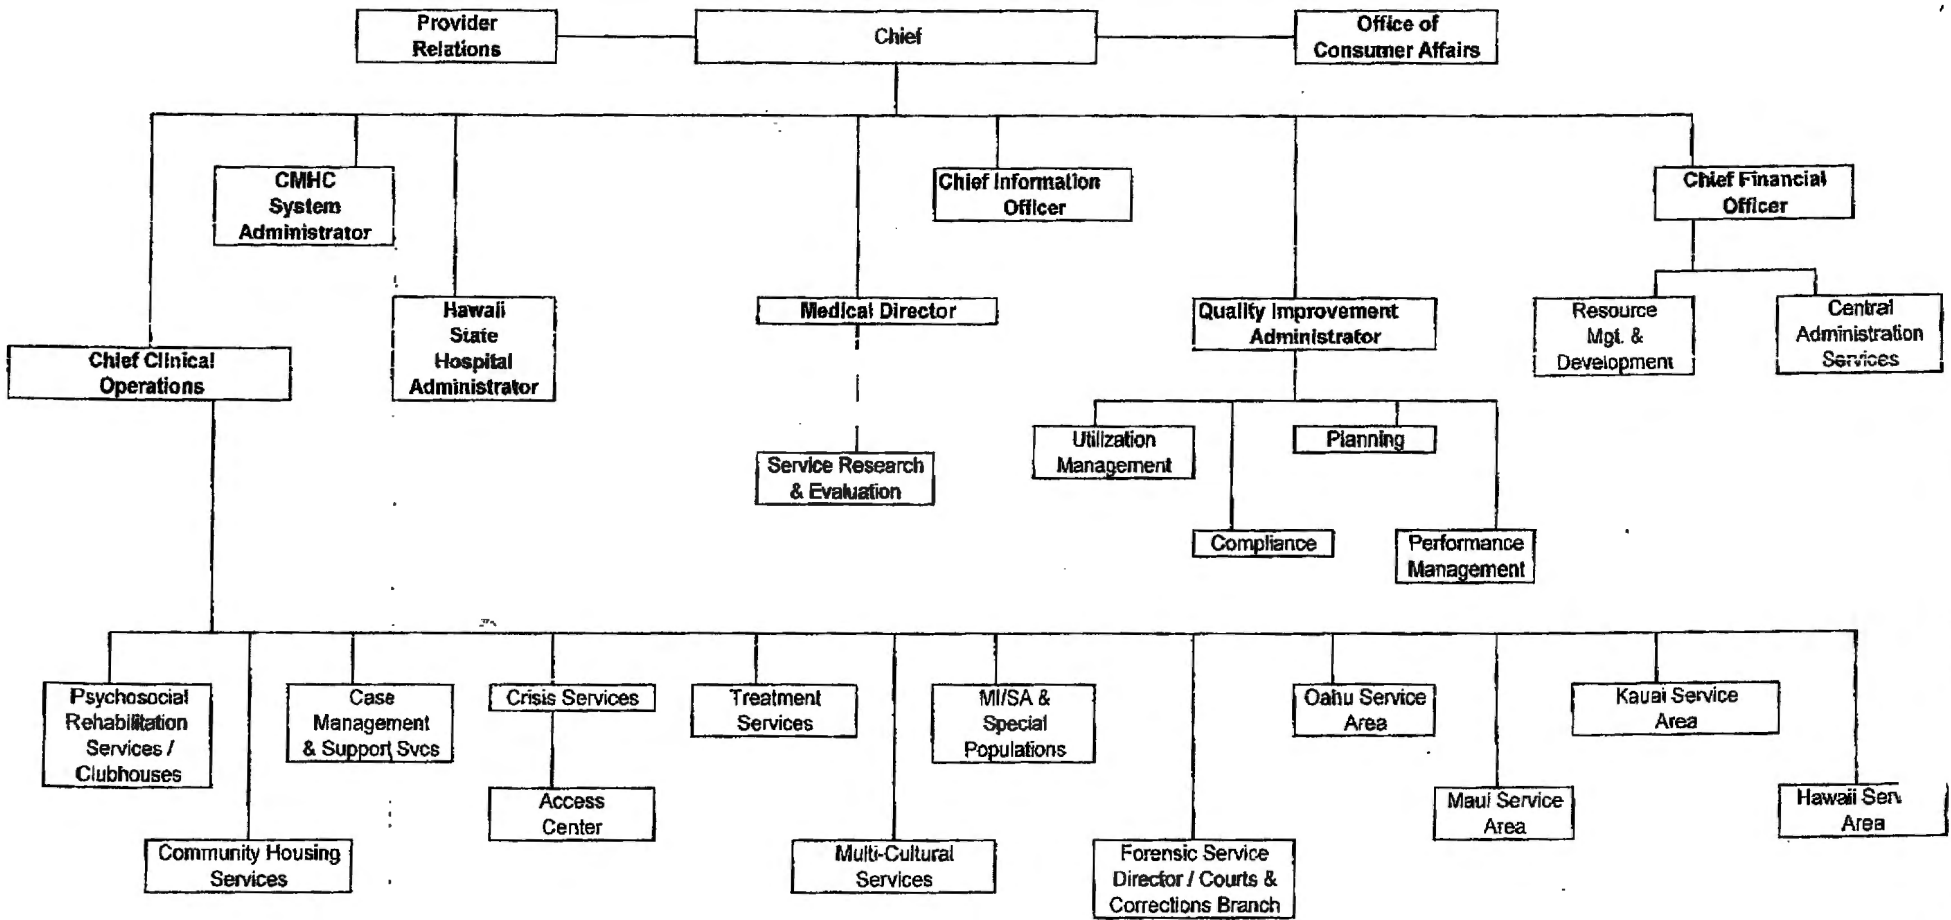 Provider
Relations
Chief
Office of
Consumer Affairs
CMHC
System
Administrator
Chief Information
Officer
Chief Financial
Officer
Hawaii
State
Hospital
Administrator
Medical Director
Quality Improvement
Administrator
Resource
Mgt. &
Development
Central
Administration
Services
Chief Clinical
Operations
Utilization
Management
Planning
Service Research
& Evaluation
Compliance
Performance
Management
Psychosocial
Rehabilitation
Services /
Clubhouses
Case
Management
& Support Svcs
Crisis Services
Treatment
Services
MI/SA &
Special
Populations
Oahu Service
Area
Kauai Service
Area
Access
Center
Maui Service
Area
Hawaii Serv
Area
Community Housing
Services
Multi-Cultural
Services
Forensic Service
Director / Courts &
Corrections Branch